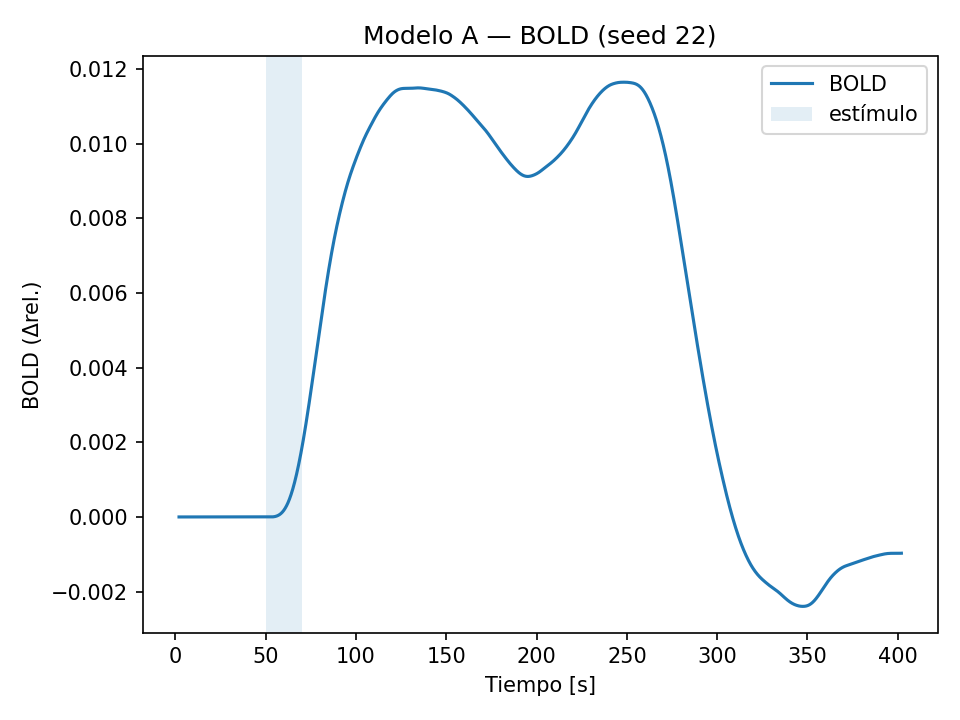 Modelo A — BOLD (seed 22)
BOLD
estímulo
0.012
0.010
0.008
0.006
0.004
0.002
0.000
−0.002
BOLD (Δrel.)
0 50 100 150 200 250 300 350 400
Tiempo [s]